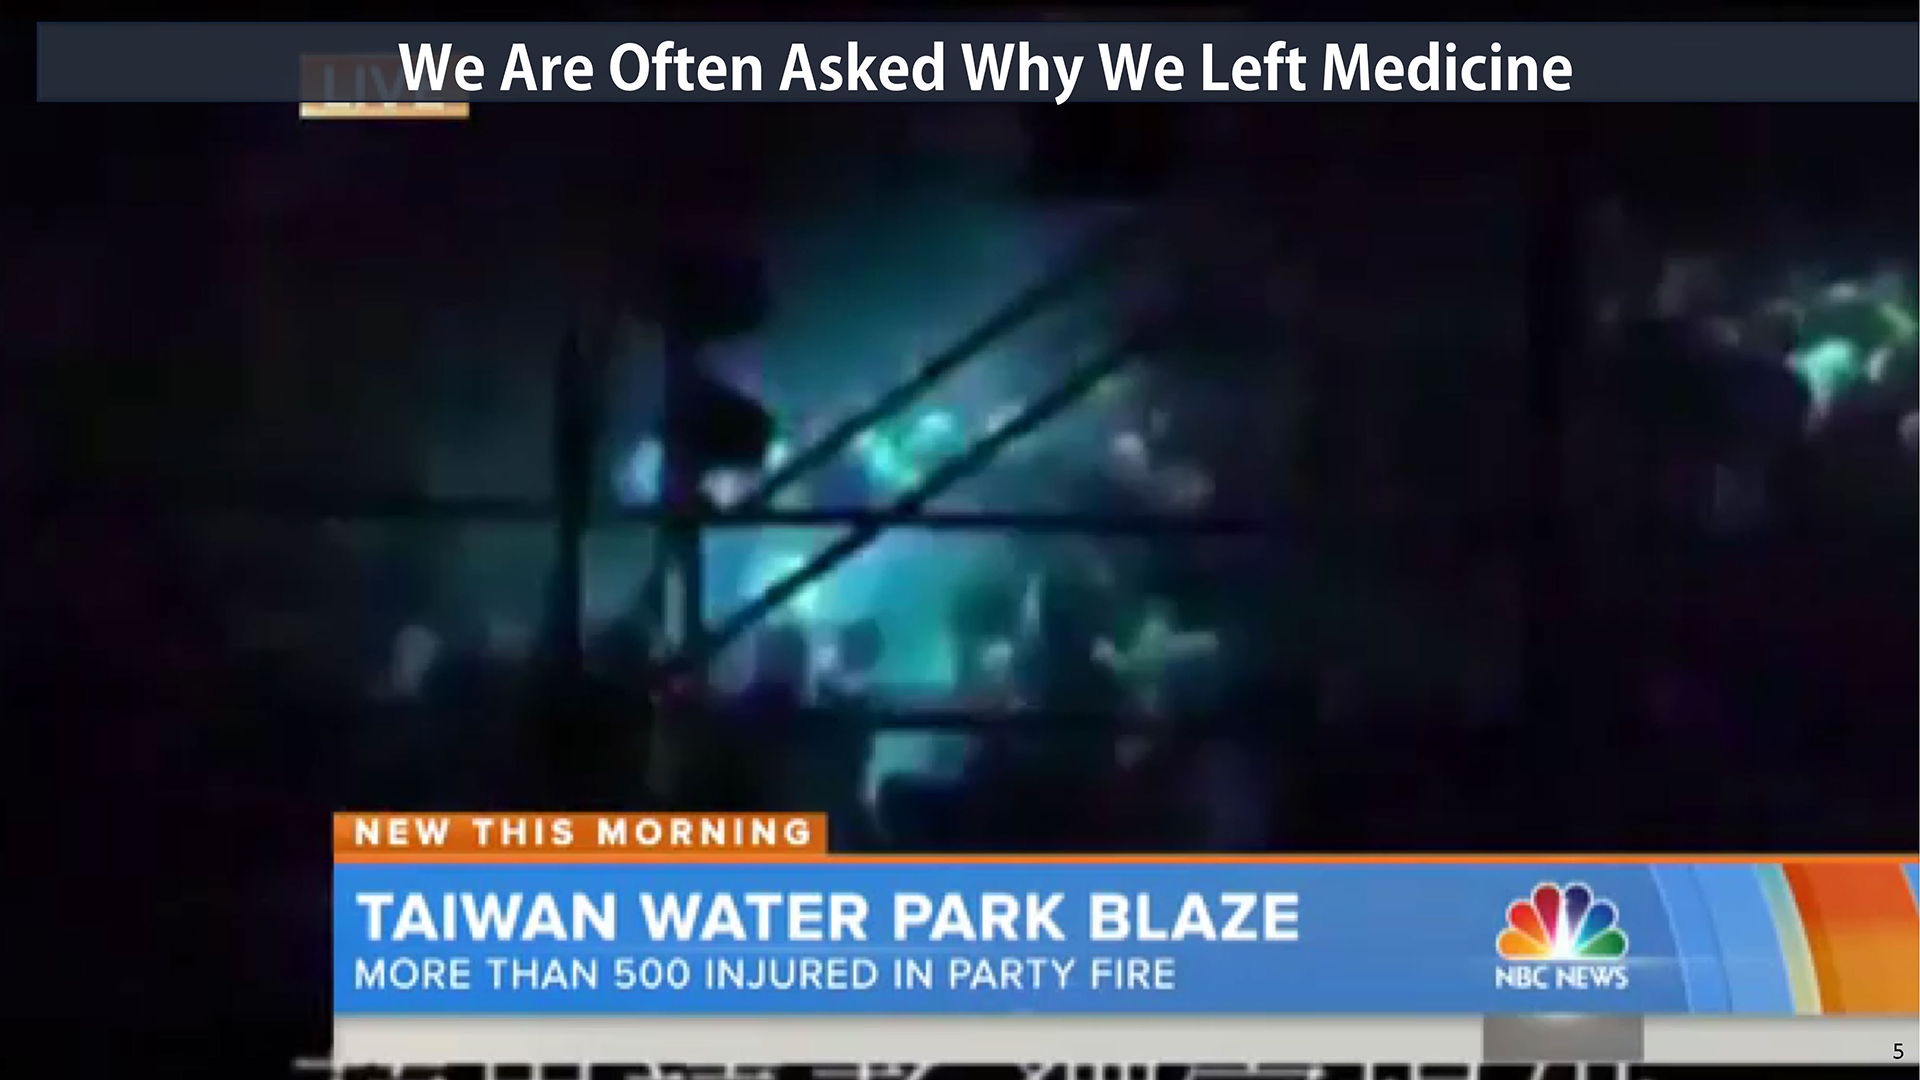 We Are Often Asked Why We Left Medicine
LIVE
NEW THIS MORNING
TAIWAN WATER PARK BLAZE
MORE THAN 500 INJURED IN PARTY FIRE
NBC NEWS
5